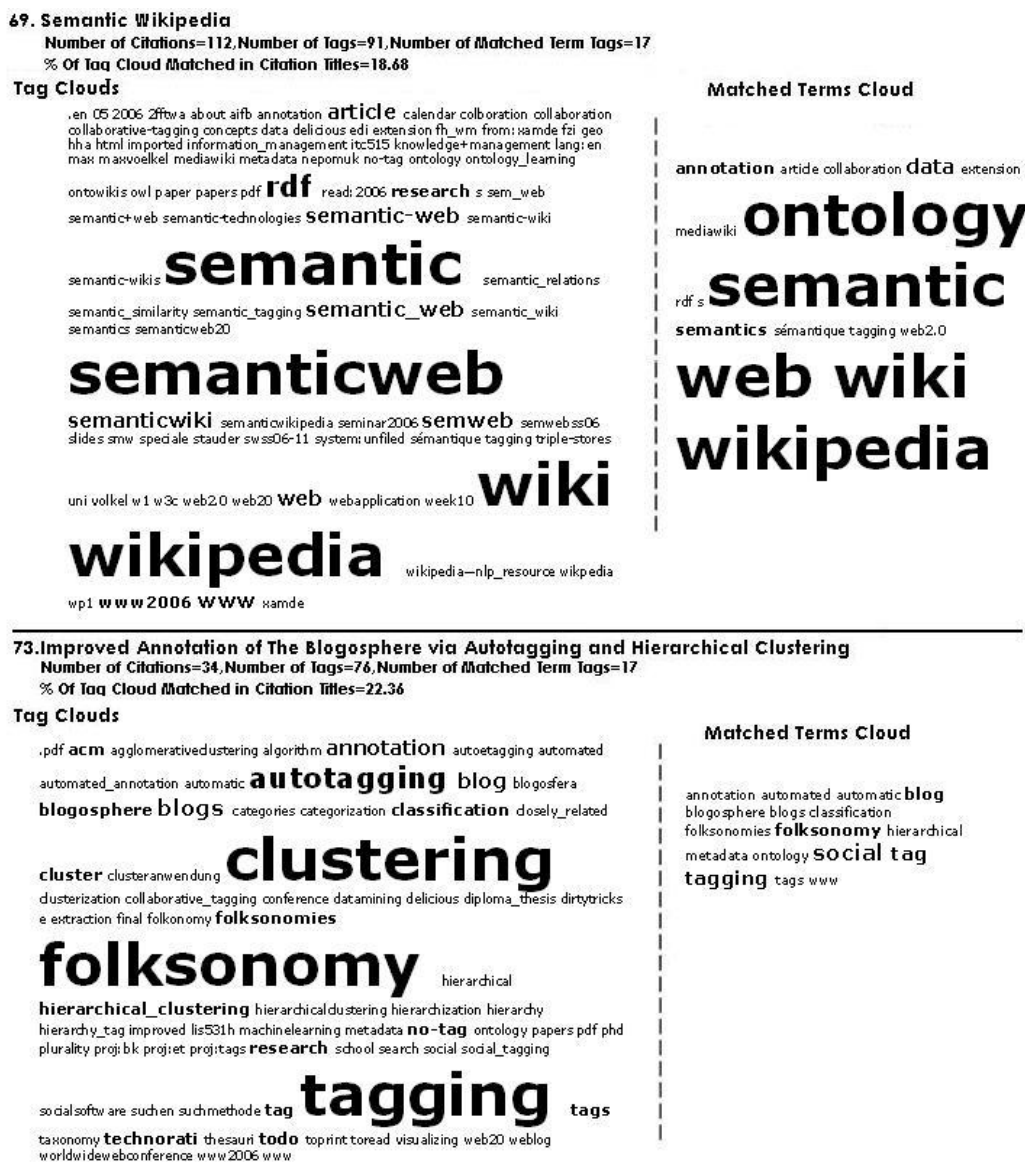 69. Semantic Wikipedia
Number of Citations=112,Number of Tags=91,Number of Matched Term Tags=17
% Of Tag Cloud Matched in Citation Titles=18.68
Tag Clouds
.en 05 2006 2fftwa about aifb annotation article calendar colboration collaboration
collaborative-tagging concepts data delicious edi extension fh_wm from:xamde fzi geo
hha html imported information_management itc515 knowledge+management lang:en
max maxvoelkel mediawiki metadata nepomuk no-tag ontology ontology_learning
ontowikis owl paper papers pdf rdf read:2006 research s sem_web
semantic+web semantic-technologies semantic-web semantic-wiki
semantic-wikis semantic semantic_relations
semantic_similarity semantic_tagging semantic_web semantic_wiki
semantics semanticweb20
semanticweb
semanticwiki semanticwikipedia seminar2006 semweb semwebss06
slides smw speciale stauder swss06-11 system:unfiled sémantique tagging triple-stores
uni volkel w1 w3c web2.0 web20 web webapplication week10 wiki
wikipedia wikipedia—nlp_resource wikpedia
wp1 www2006 www xamde
Matched Terms Cloud
annotation article collaboration data extension
mediawiki ontology
rdf s semantic
semantics sémantique tagging web2.0
web wiki
wikipedia
73.Improved Annotation of The Blogosphere via Autotagging and Hierarchical Clustering
Number of Citations=34,Number of Tags=76,Number of Matched Term Tags=17
% Of Tag Cloud Matched in Citation Titles=22.36
Tag Clouds
.pdf acm agglomerativeclustering algorithm annotation autoetagging automated
automated_annotation automatic autotagging blog blogosfera
blogosphere blogs categories categorization classification closely_related
cluster clusteranwendung clustering
clusterization collaborative_tagging conference datamining delicious diploma_thesis dirtytricks
e extraction final folkonomy folksonomies
folksonomy hierarchical
hierarchical_clustering hierarchicalclustering hierarchization hierarchy
hierarchy_tag improved lis531h machinelearning metadata no-tag ontology papers pdf phd
plurality proj:bk proj:et proj:tags research school search social social_tagging
socialsoftware suchen suchmethode tag tagging tags
taxonomy technorati thesauri todo toprint toread visualizing web20 weblog
worldwidewebconference www2006 www
Matched Terms Cloud
annotation automated automatic blog
blogosphere blogs classification
folksonomies folksonomy hierarchical
metadata ontology social tag
tagging tags www